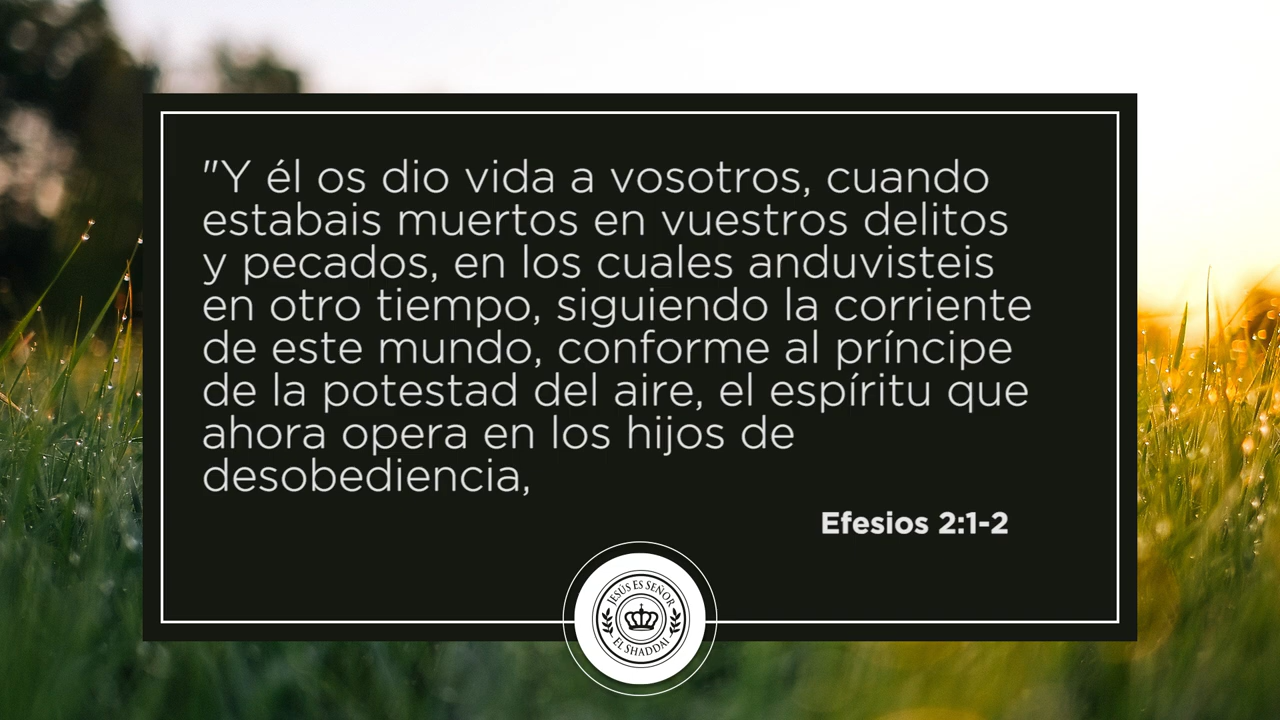 "Y él os dio vida a vosotros, cuando
estabais muertos en vuestros delitos
y pecados, en los cuales anduvisteis
en otro tiempo, siguiendo la corriente
de este mundo, conforme al príncipe
de la potestad del aire, el espíritu que
ahora opera en los hijos de
desobediencia,
Efesios 2:1-2
JESÚS ES SEÑOR
EL SHADDAI